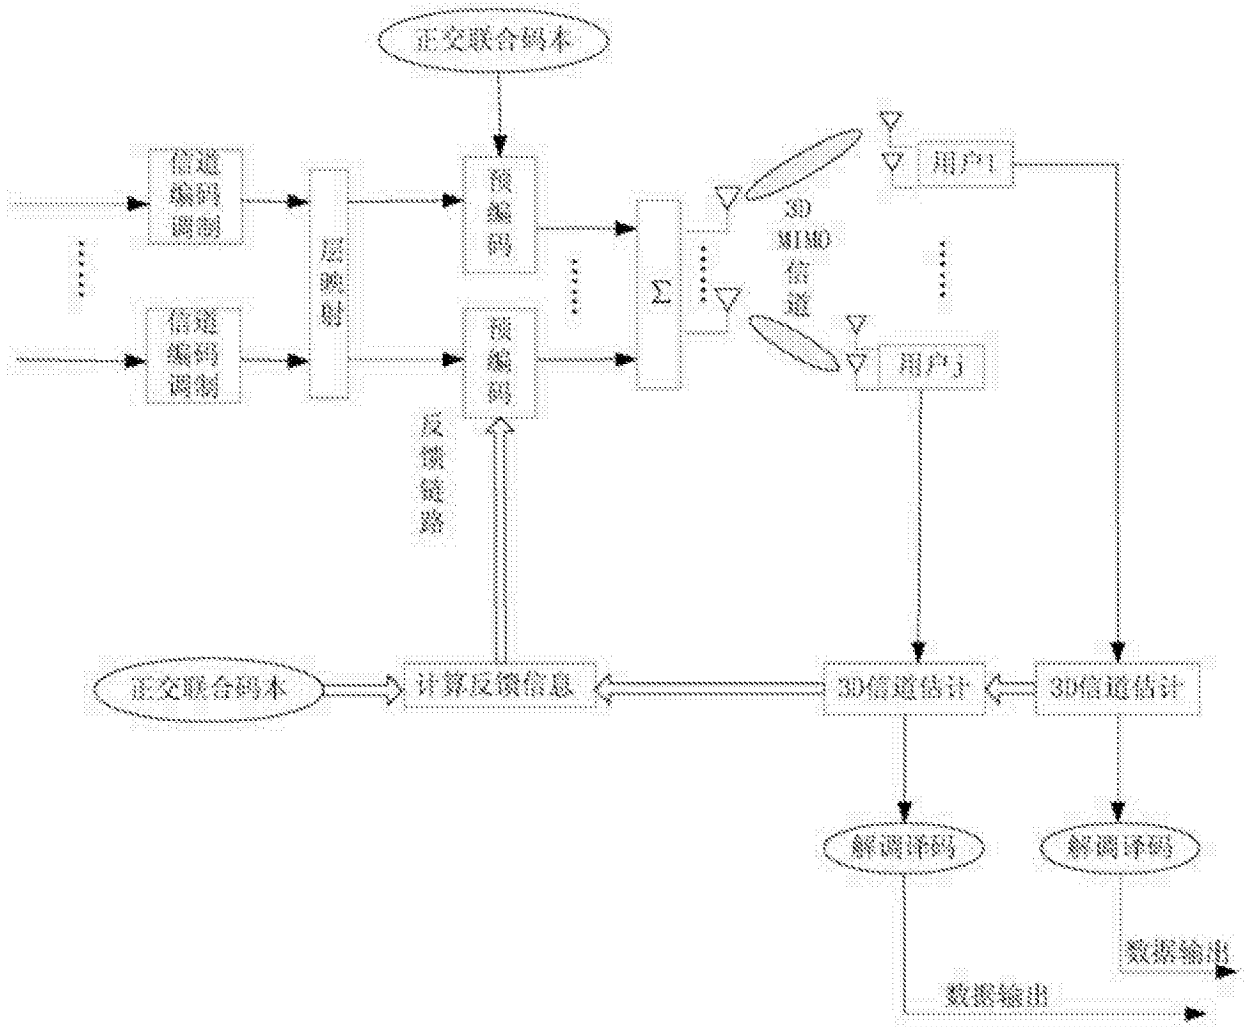 正交联合码本
信道
编码
调制
层映射
预编码
Σ
3D
MIMO
信道
用户1
信道
编码
调制
预编码
用户j
反馈链路
正交联合码本
计算反馈信息
3D信道估计
3D信道估计
解调译码
解调译码
数据输出
数据输出